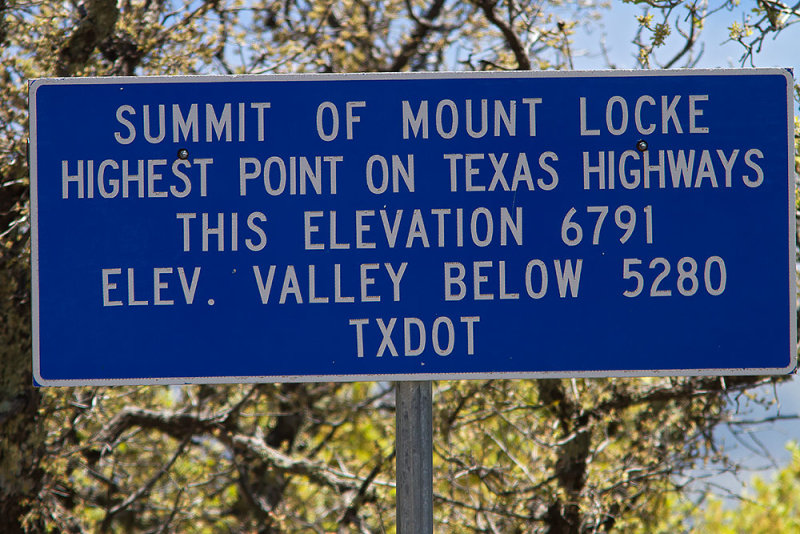 SUMMIT OF MOUNT LOCKE
HIGHEST POINT ON TEXAS HIGHWAYS
THIS ELEVATION 6791
ELEV. VALLEY BELOW 5280
TXDOT